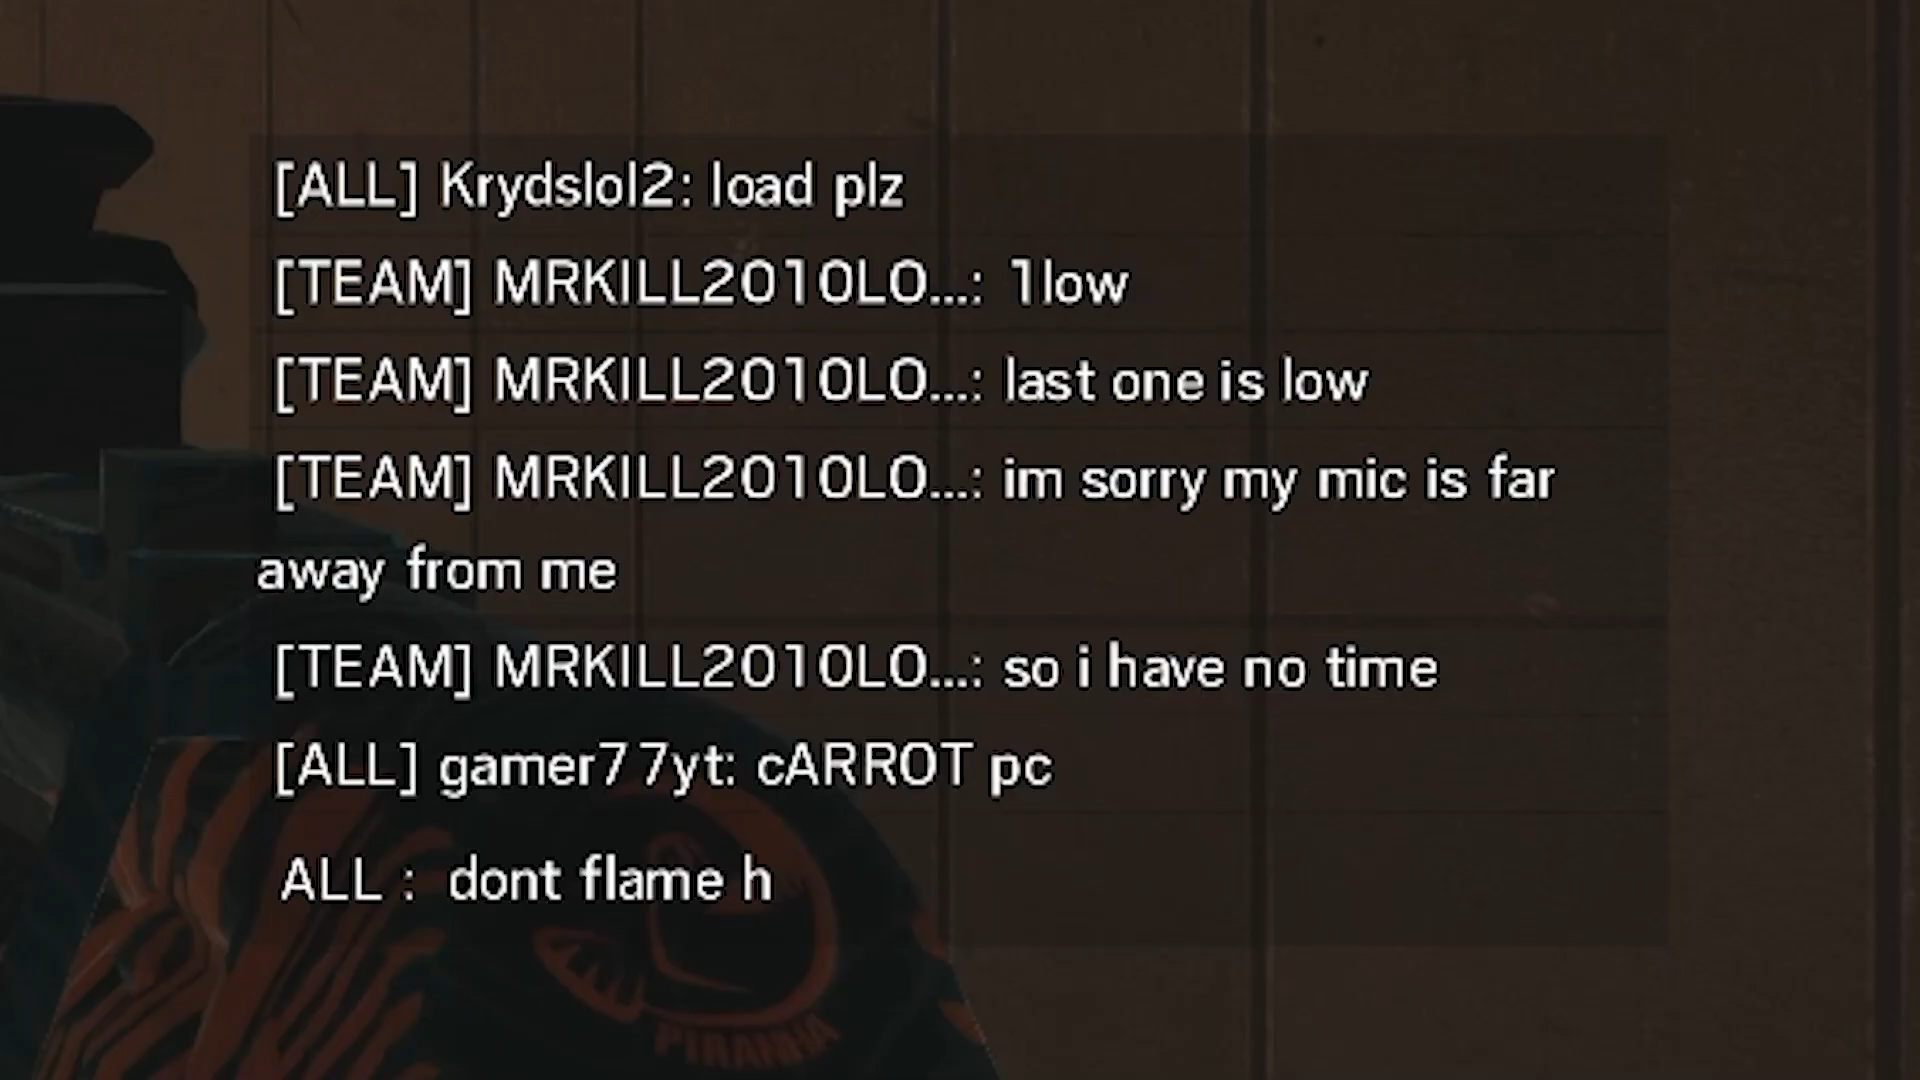 [ALL] Krydslol2: load plz
[TEAM] MRKILL2010LO...: 1low
[TEAM] MRKILL2010LO...: last one is low
[TEAM] MRKILL2010LO...: im sorry my mic is far
away from me
[TEAM] MRKILL2010LO...: so i have no time
[ALL] gamer77yt: cARROT pc
ALL : dont flame h
PIRANHA